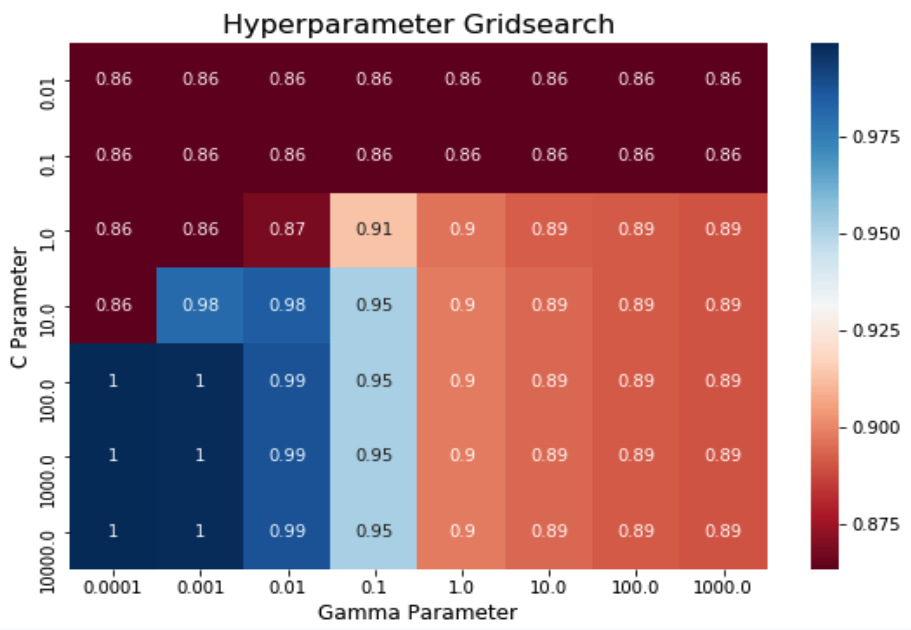 Hyperparameter Gridsearch
C Parameter
0.01 0.86 0.86 0.86 0.86 0.86 0.86 0.86 0.86
0.1 0.86 0.86 0.86 0.86 0.86 0.86 0.86 0.86
1.0 0.86 0.86 0.87 0.91 0.9 0.89 0.89 0.89
10.0 0.86 0.98 0.98 0.95 0.9 0.89 0.89 0.89
100.0 1 1 0.99 0.95 0.9 0.89 0.89 0.89
1000.0 1 1 0.99 0.95 0.9 0.89 0.89 0.89
10000.0 1 1 0.99 0.95 0.9 0.89 0.89 0.89
0.0001 0.001 0.01 0.1 1.0 10.0 100.0 1000.0
Gamma Parameter
0.975
0.950
0.925
0.900
0.875